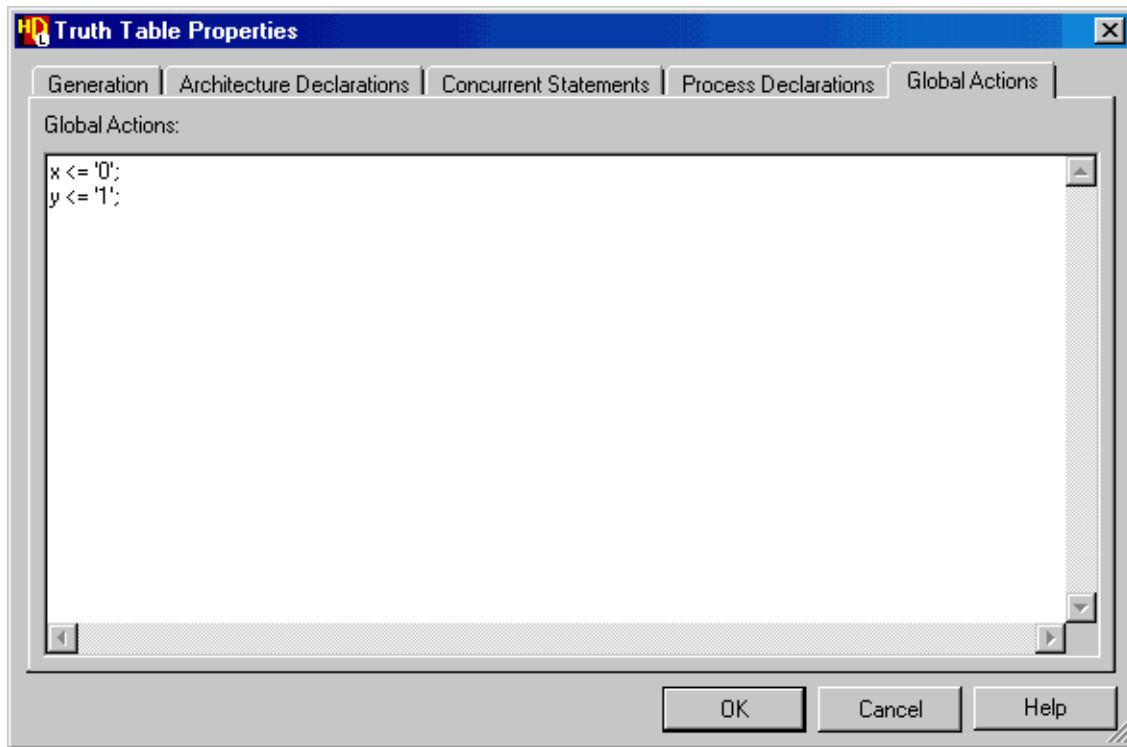 HDL Truth Table Properties
Generation Architecture Declarations Concurrent Statements Process Declarations Global Actions
Global Actions:
x <= '0';
y <= '1';
OK Cancel Help